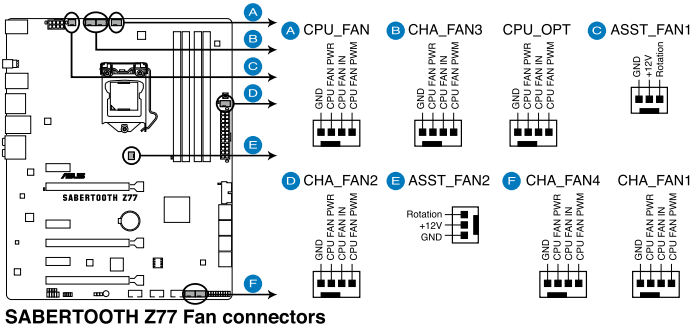 A
B
C
D
E
F
ASUS
SABERTOOTH Z77
A CPU_FAN
GND
CPU FAN PWR
CPU FAN IN
CPU FAN PWM
B CHA_FAN3
GND
CPU FAN PWR
CPU FAN IN
CPU FAN PWM
CPU_OPT
GND
CPU FAN PWR
CPU FAN IN
CPU FAN PWM
C ASST_FAN1
GND
+12V
Rotation
D CHA_FAN2
GND
CPU FAN PWR
CPU FAN IN
CPU FAN PWM
E ASST_FAN2
Rotation
+12V
GND
F CHA_FAN4
GND
CPU FAN PWR
CPU FAN IN
CPU FAN PWM
CHA_FAN1
GND
CPU FAN PWR
CPU FAN IN
CPU FAN PWM
SABERTOOTH Z77 Fan connectors